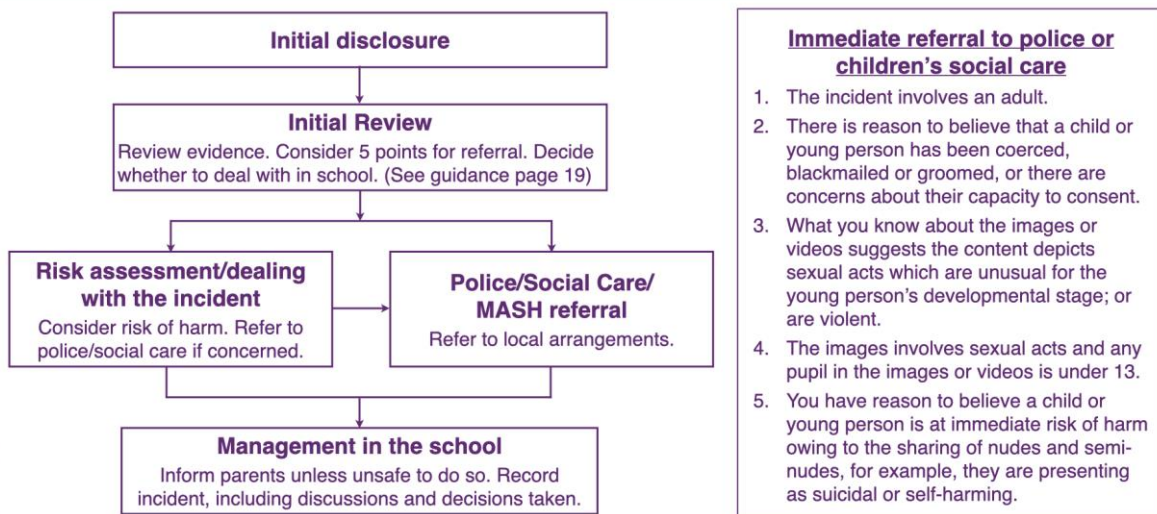 Initial disclosure
Initial Review
Review evidence. Consider 5 points for referral. Decide
whether to deal with in school. (See guidance page 19)
Risk assessment/dealing
with the incident
Consider risk of harm. Refer to
police/social care if concerned.
Police/Social Care/
MASH referral
Refer to local arrangements.
Management in the school
Inform parents unless unsafe to do so. Record
incident, including discussions and decisions taken.
Immediate referral to police or
children's social care
1. The incident involves an adult.
2. There is reason to believe that a child or
young person has been coerced,
blackmailed or groomed, or there are
concerns about their capacity to consent.
3. What you know about the images or
videos suggests the content depicts
sexual acts which are unusual for the
young person's developmental stage; or
are violent.
4. The images involves sexual acts and any
pupil in the images or videos is under 13.
5. You have reason to believe a child or
young person is at immediate risk of harm
owing to the sharing of nudes and semi-
nudes, for example, they are presenting
as suicidal or self-harming.